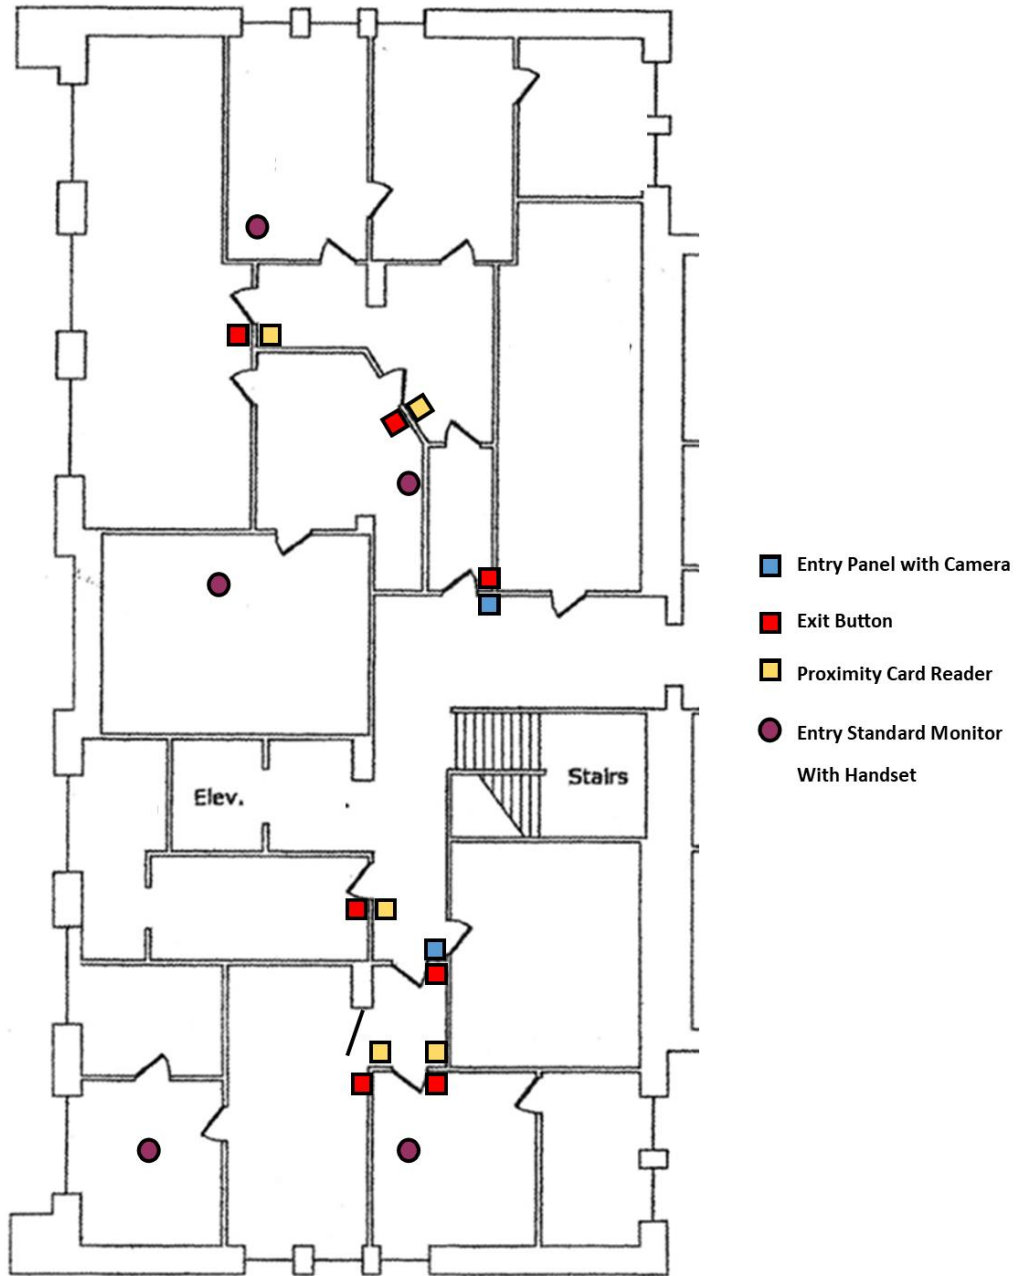 Entry Panel with Camera
Exit Button
Proximity Card Reader
Entry Standard Monitor
With Handset
Stairs
Elev.